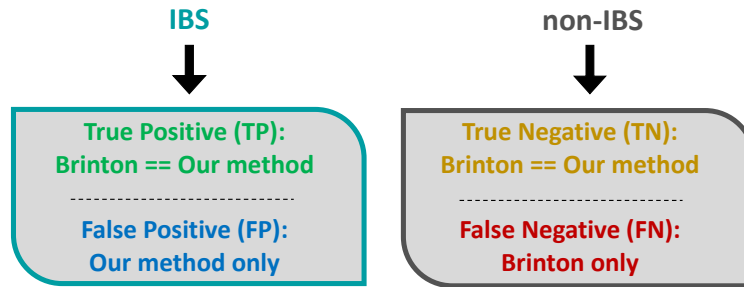 IBS
True Positive (TP):
Brinton == Our method
False Positive (FP):
Our method only
non-IBS
True Negative (TN):
Brinton == Our method
False Negative (FN):
Brinton only